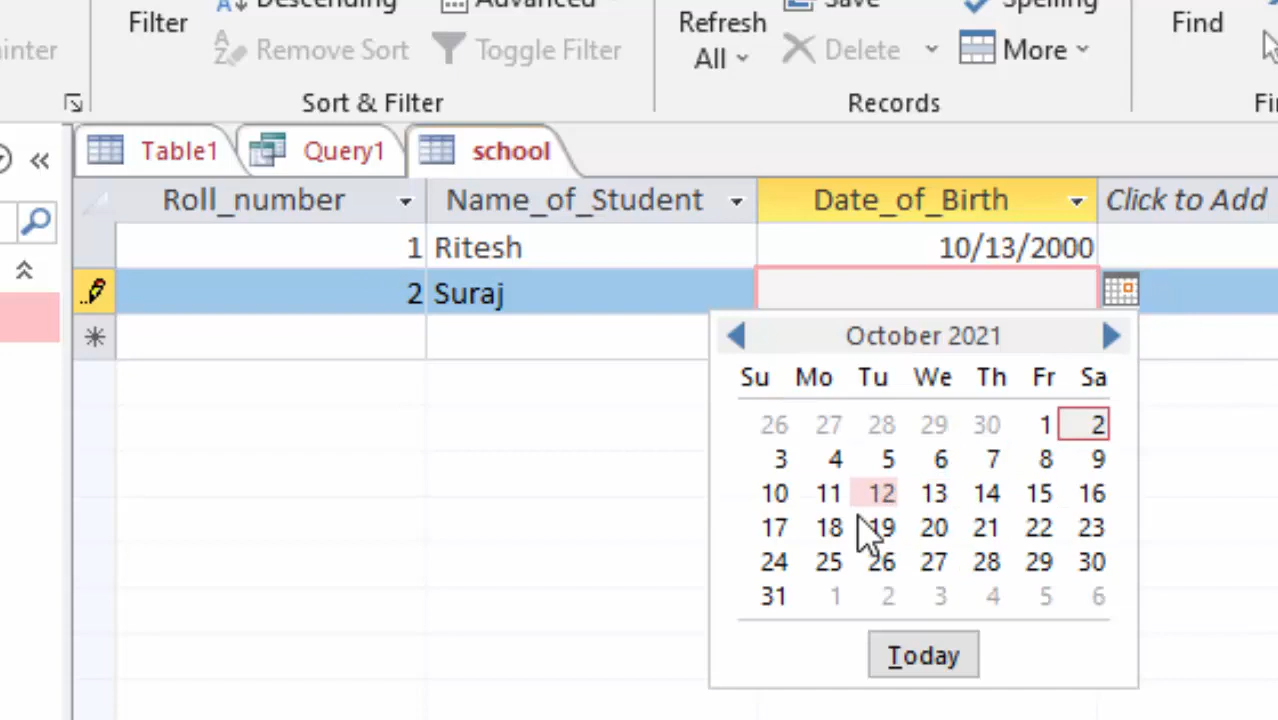 Descending
Advanced
Save
Spelling
Filter
Remove Sort
Toggle Filter
Refresh
All
Delete
More
Find
Sort & Filter
Records
Table1
Query1
school
Roll_number
Name_of_Student
Date_of_Birth
Click to Add
1 Ritesh 10/13/2000
2 Suraj
October 2021
Su Mo Tu We Th Fr Sa
26 27 28 29 30 1 2
3 4 5 6 7 8 9
10 11 12 13 14 15 16
17 18 19 20 21 22 23
24 25 26 27 28 29 30
31 1 2 3 4 5 6
Today